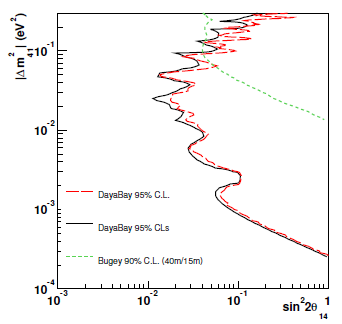 |Δm²₄₁| (eV²)
10⁻¹
10⁻²
10⁻³
10⁻⁴
DayaBay 95% C.L.
DayaBay 95% CLs
Bugey 90% C.L. (40m/15m)
10⁻³ 10⁻² 10⁻¹ 1
sin²2θ₁₄